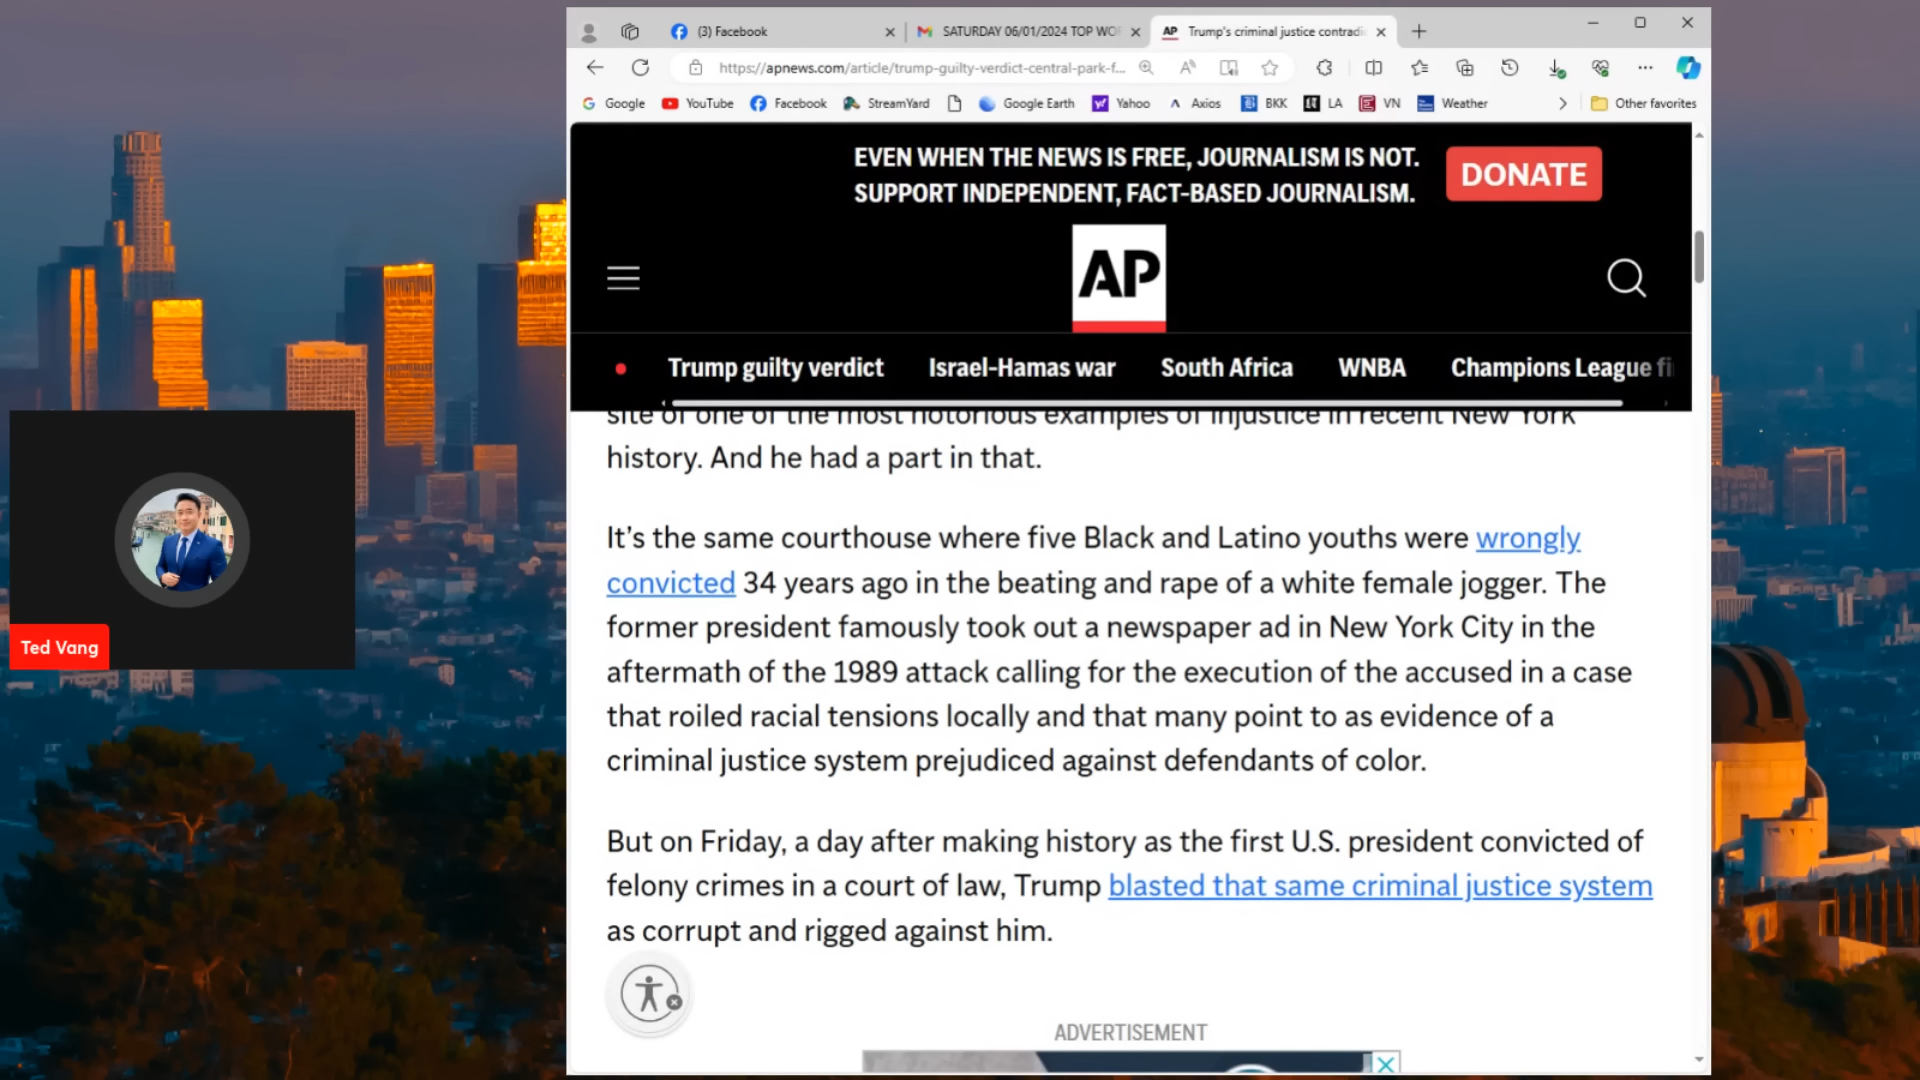 (3) Facebook
SATURDAY 06/01/2024 TOP WO
AP Trump's criminal justice contradi
https://apnews.com/article/trump-guilty-verdict-central-park-f...
Google YouTube Facebook StreamYard Google Earth Yahoo Axios BKK LA VN Weather Other favorites
EVEN WHEN THE NEWS IS FREE, JOURNALISM IS NOT.
SUPPORT INDEPENDENT, FACT-BASED JOURNALISM.
DONATE
AP
Trump guilty verdict Israel-Hamas war South Africa WNBA Champions League fi
site of one of the most notorious examples of injustice in recent New York
history. And he had a part in that.
It’s the same courthouse where five Black and Latino youths were wrongly
convicted 34 years ago in the beating and rape of a white female jogger. The
former president famously took out a newspaper ad in New York City in the
aftermath of the 1989 attack calling for the execution of the accused in a case
that roiled racial tensions locally and that many point to as evidence of a
criminal justice system prejudiced against defendants of color.
But on Friday, a day after making history as the first U.S. president convicted of
felony crimes in a court of law, Trump blasted that same criminal justice system
as corrupt and rigged against him.
ADVERTISEMENT
Ted Vang